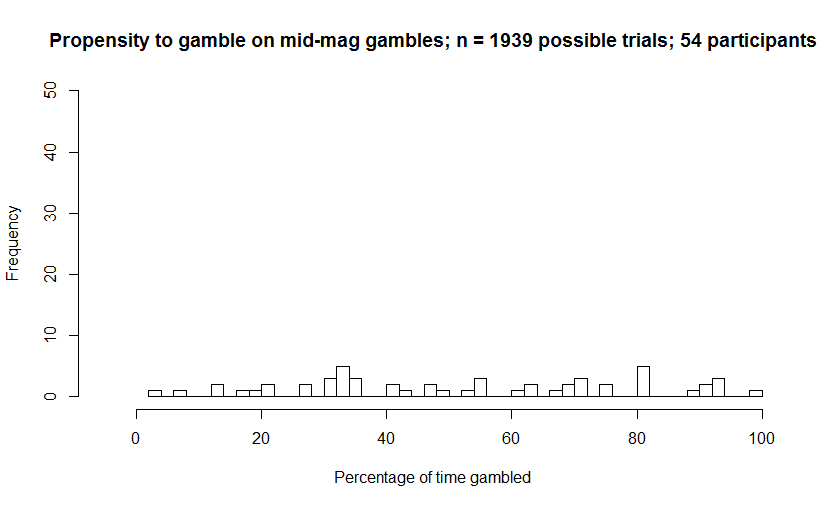 Propensity to gamble on mid-mag gambles; n = 1939 possible trials; 54 participants
50
40
30
20
10
0
Frequency
0 20 40 60 80 100
Percentage of time gambled